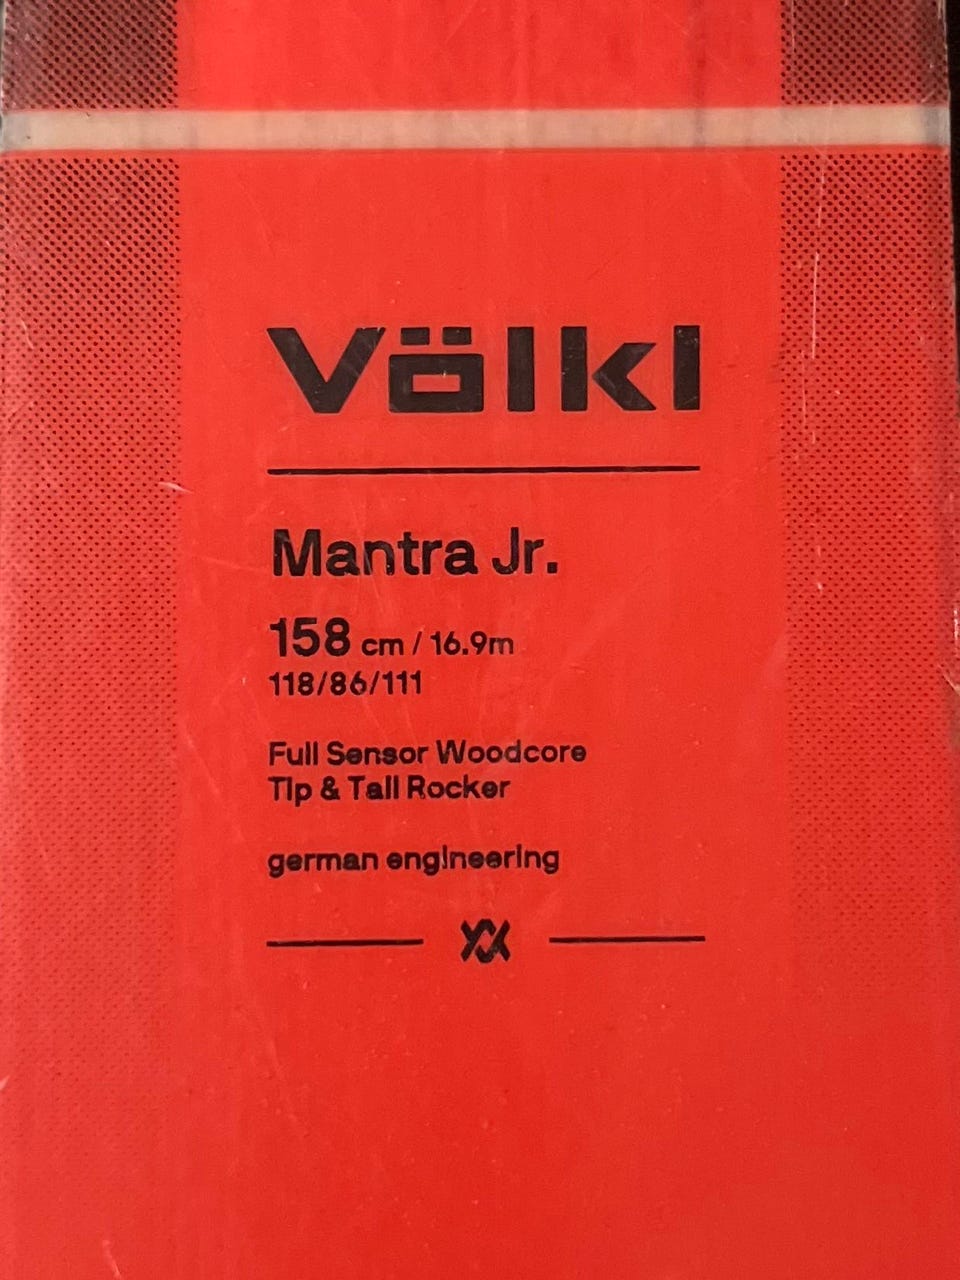 Völkl
Mantra Jr.
158 cm / 16.9m
118/86/111
Full Sensor Woodcore
Tip & Tail Rocker
german engineering